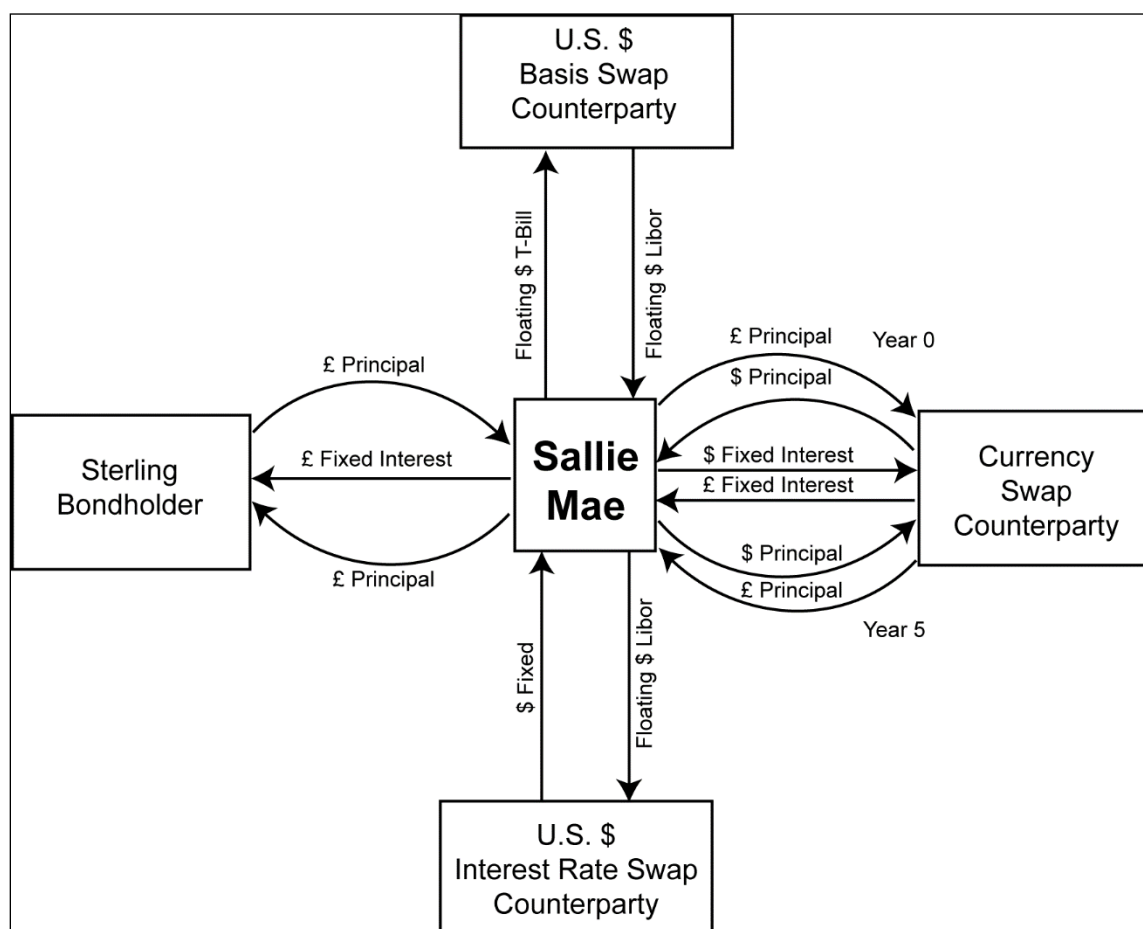 U.S. $
Basis Swap
Counterparty
Floating $ T-Bill
Floating $ Libor
£ Principal
Year 0
$ Principal
£ Principal
Sterling
Bondholder
£ Fixed Interest
Sallie
Mae
$ Fixed Interest
£ Fixed Interest
Currency
Swap
Counterparty
£ Principal
$ Principal
£ Principal
Year 5
$ Fixed
Floating $ Libor
U.S. $
Interest Rate Swap
Counterparty